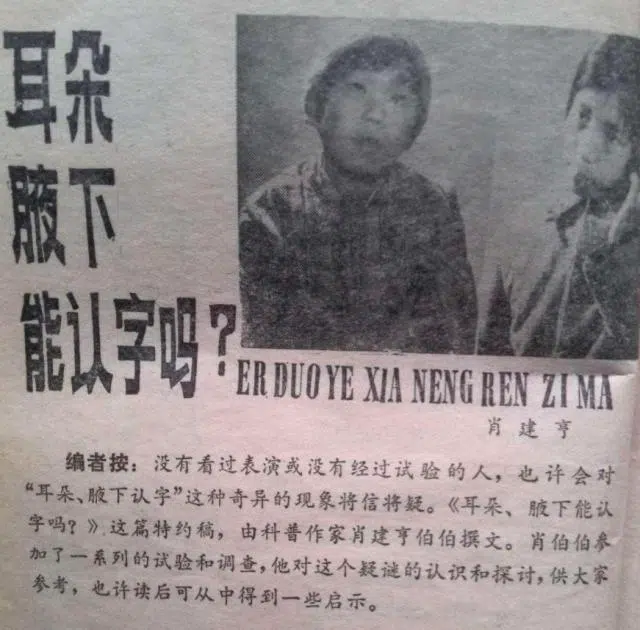 耳朵
腋下
能认字吗？
ER DUO YE XIA NENG REN ZI MA
肖建亨
编者按：没有看过表演或没有经过试验的人，也许会对
“耳朵、腋下认字”这种奇异的现象将信将疑。《耳朵、腋下能认
字吗？》这篇特约稿，由科普作家肖建亨伯伯撰文。肖伯伯参
加了一系列的试验和调查，他对这个疑谜的认识和探讨，供大家
参考，也许读后可从中得到一些启示。